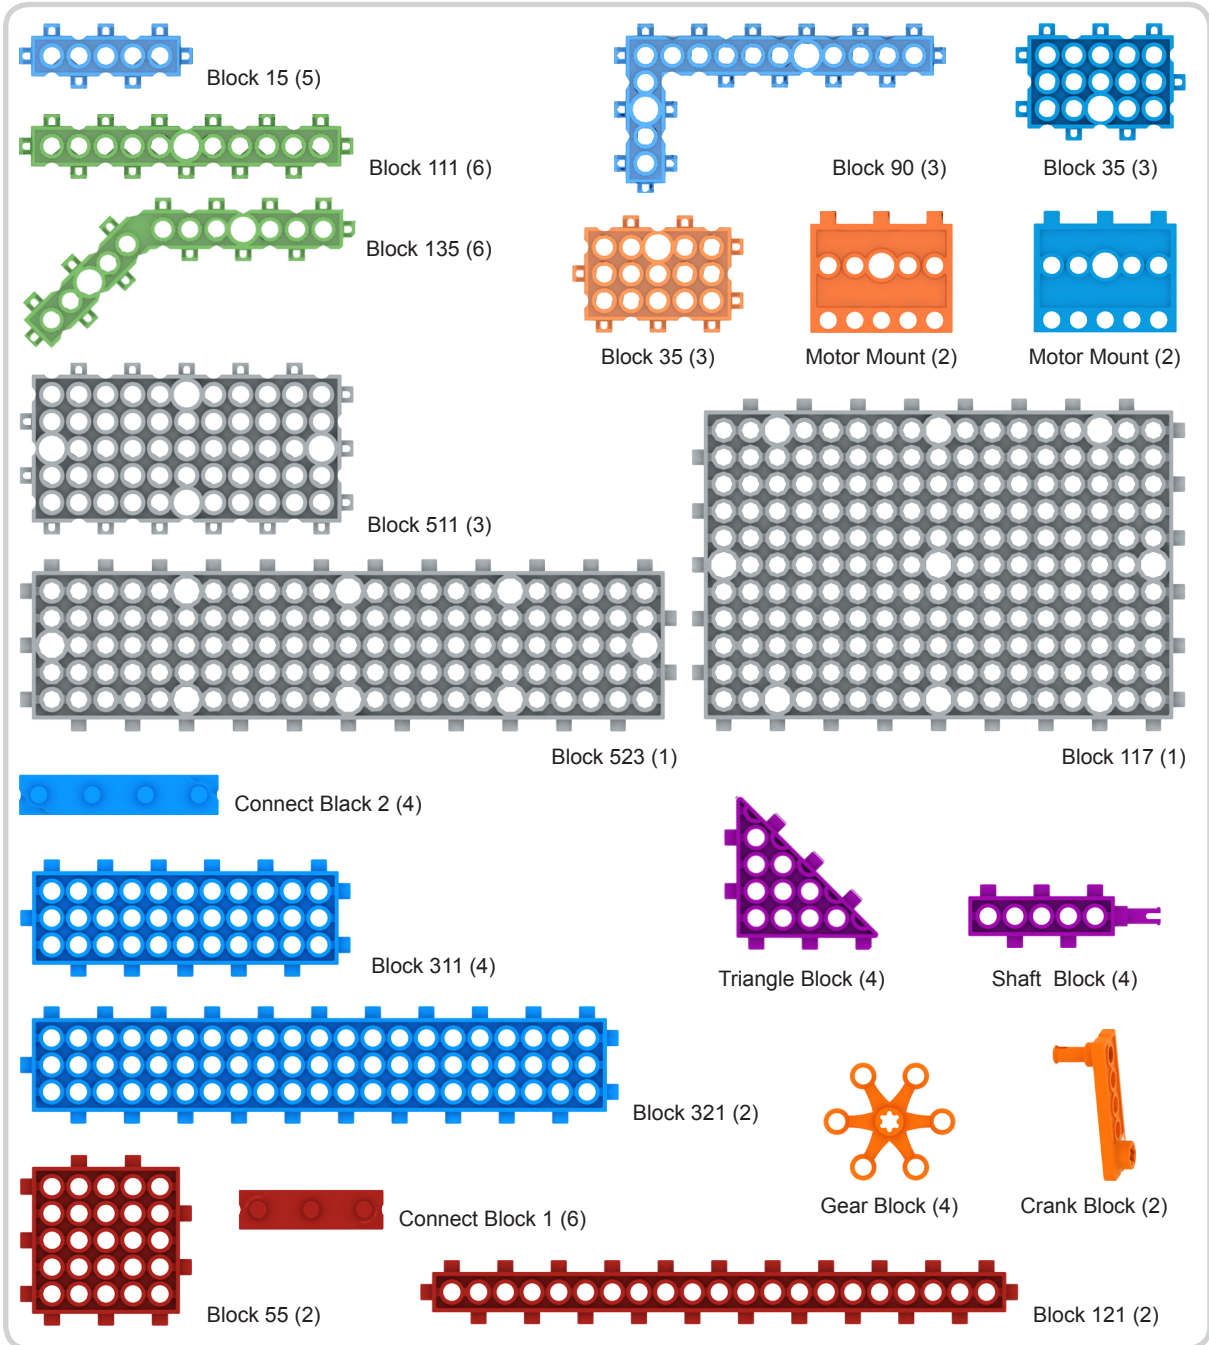 Block 15 (5)
Block 111 (6)
Block 90 (3)
Block 35 (3)
Block 135 (6)
Block 35 (3)
Motor Mount (2)
Motor Mount (2)
Block 511 (3)
Block 523 (1)
Block 117 (1)
Connect Black 2 (4)
Block 311 (4)
Triangle Block (4)
Shaft Block (4)
Block 321 (2)
Gear Block (4)
Crank Block (2)
Connect Block 1 (6)
Block 55 (2)
Block 121 (2)